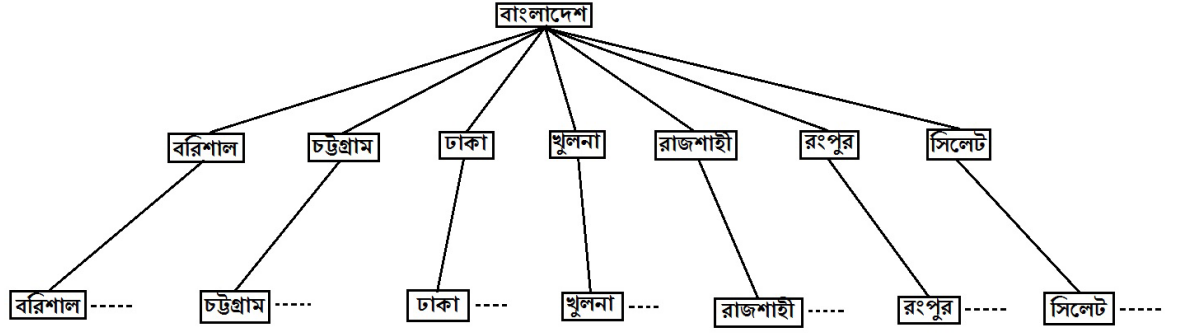 বাংলাদেশ
বরিশাল চট্টগ্রাম ঢাকা খুলনা রাজশাহী রংপুর সিলেট
বরিশাল ----- চট্টগ্রাম ---- ঢাকা ---- খুলনা ---- রাজশাহী ----- রংপুর ----- সিলেট -----